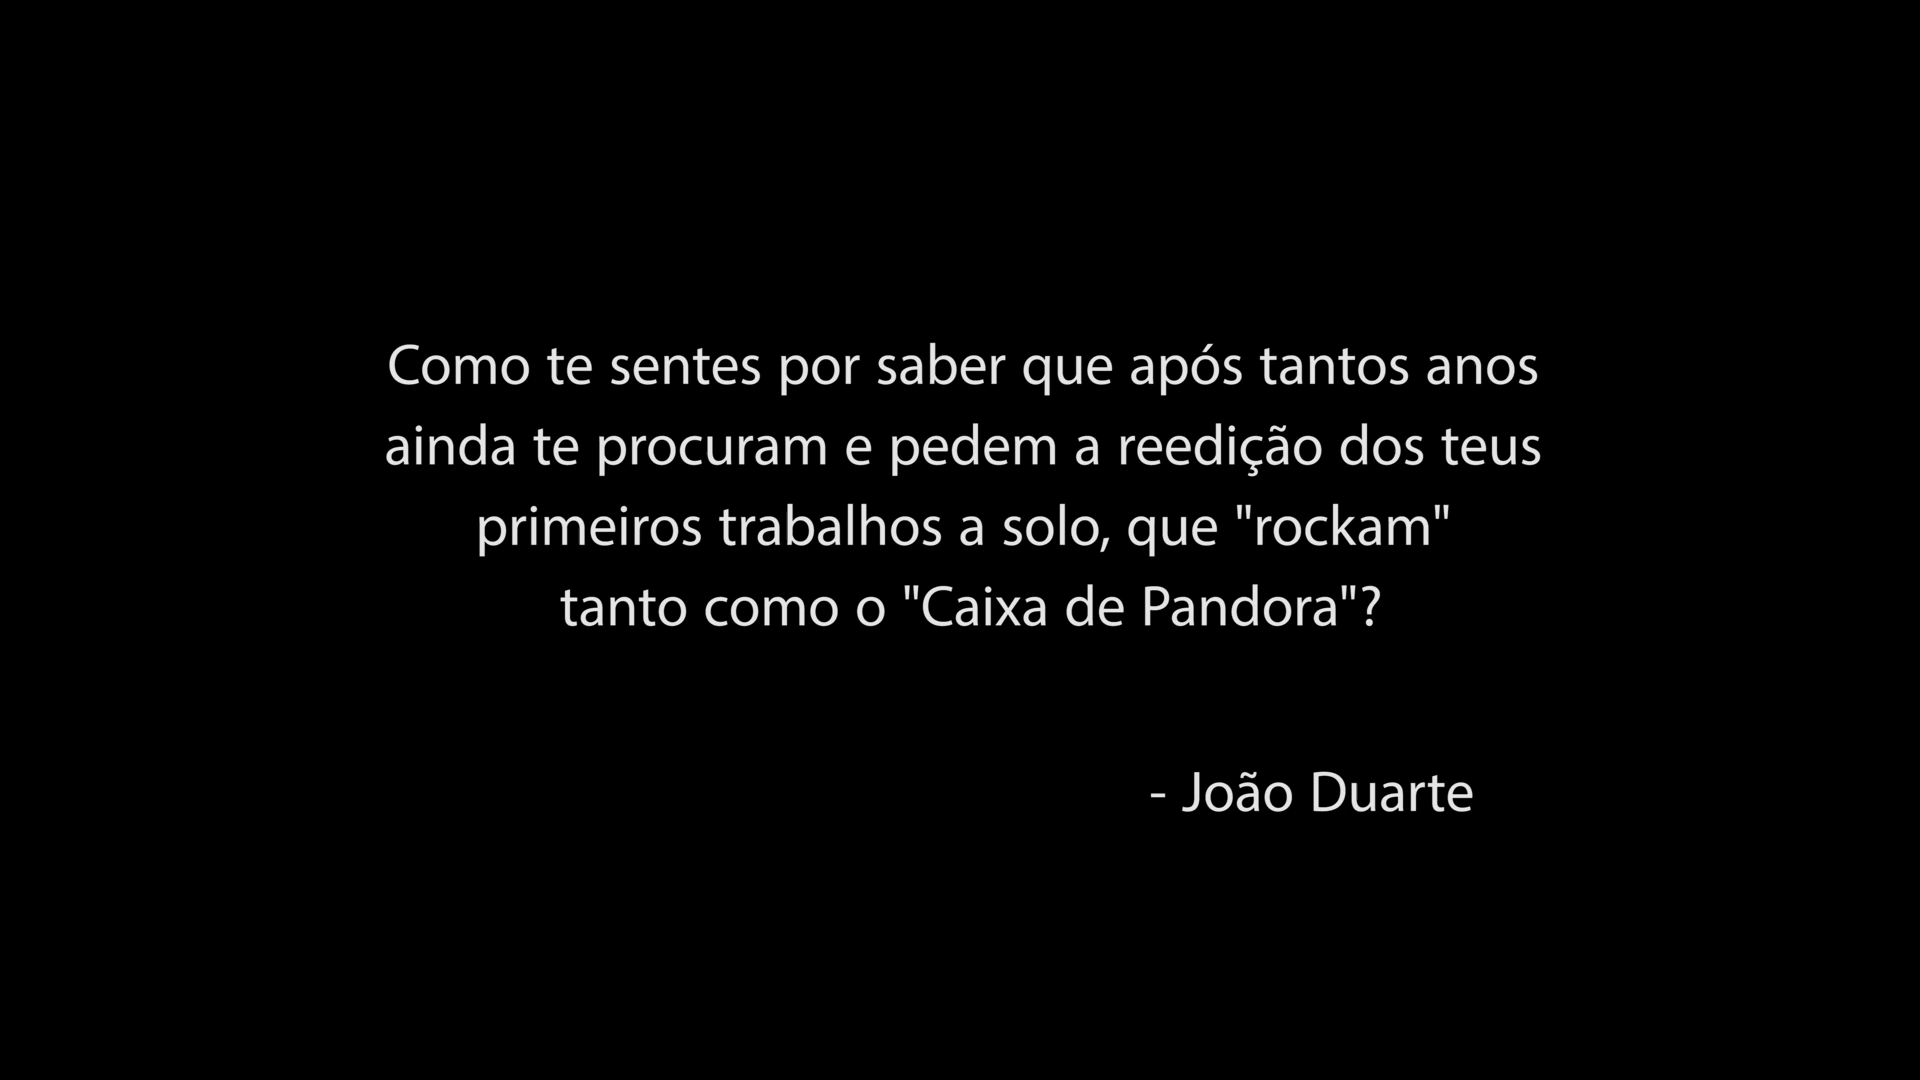 Como te sentes por saber que após tantos anos
ainda te procuram e pedem a reedição dos teus
primeiros trabalhos a solo, que "rockam"
tanto como o "Caixa de Pandora"?
- João Duarte